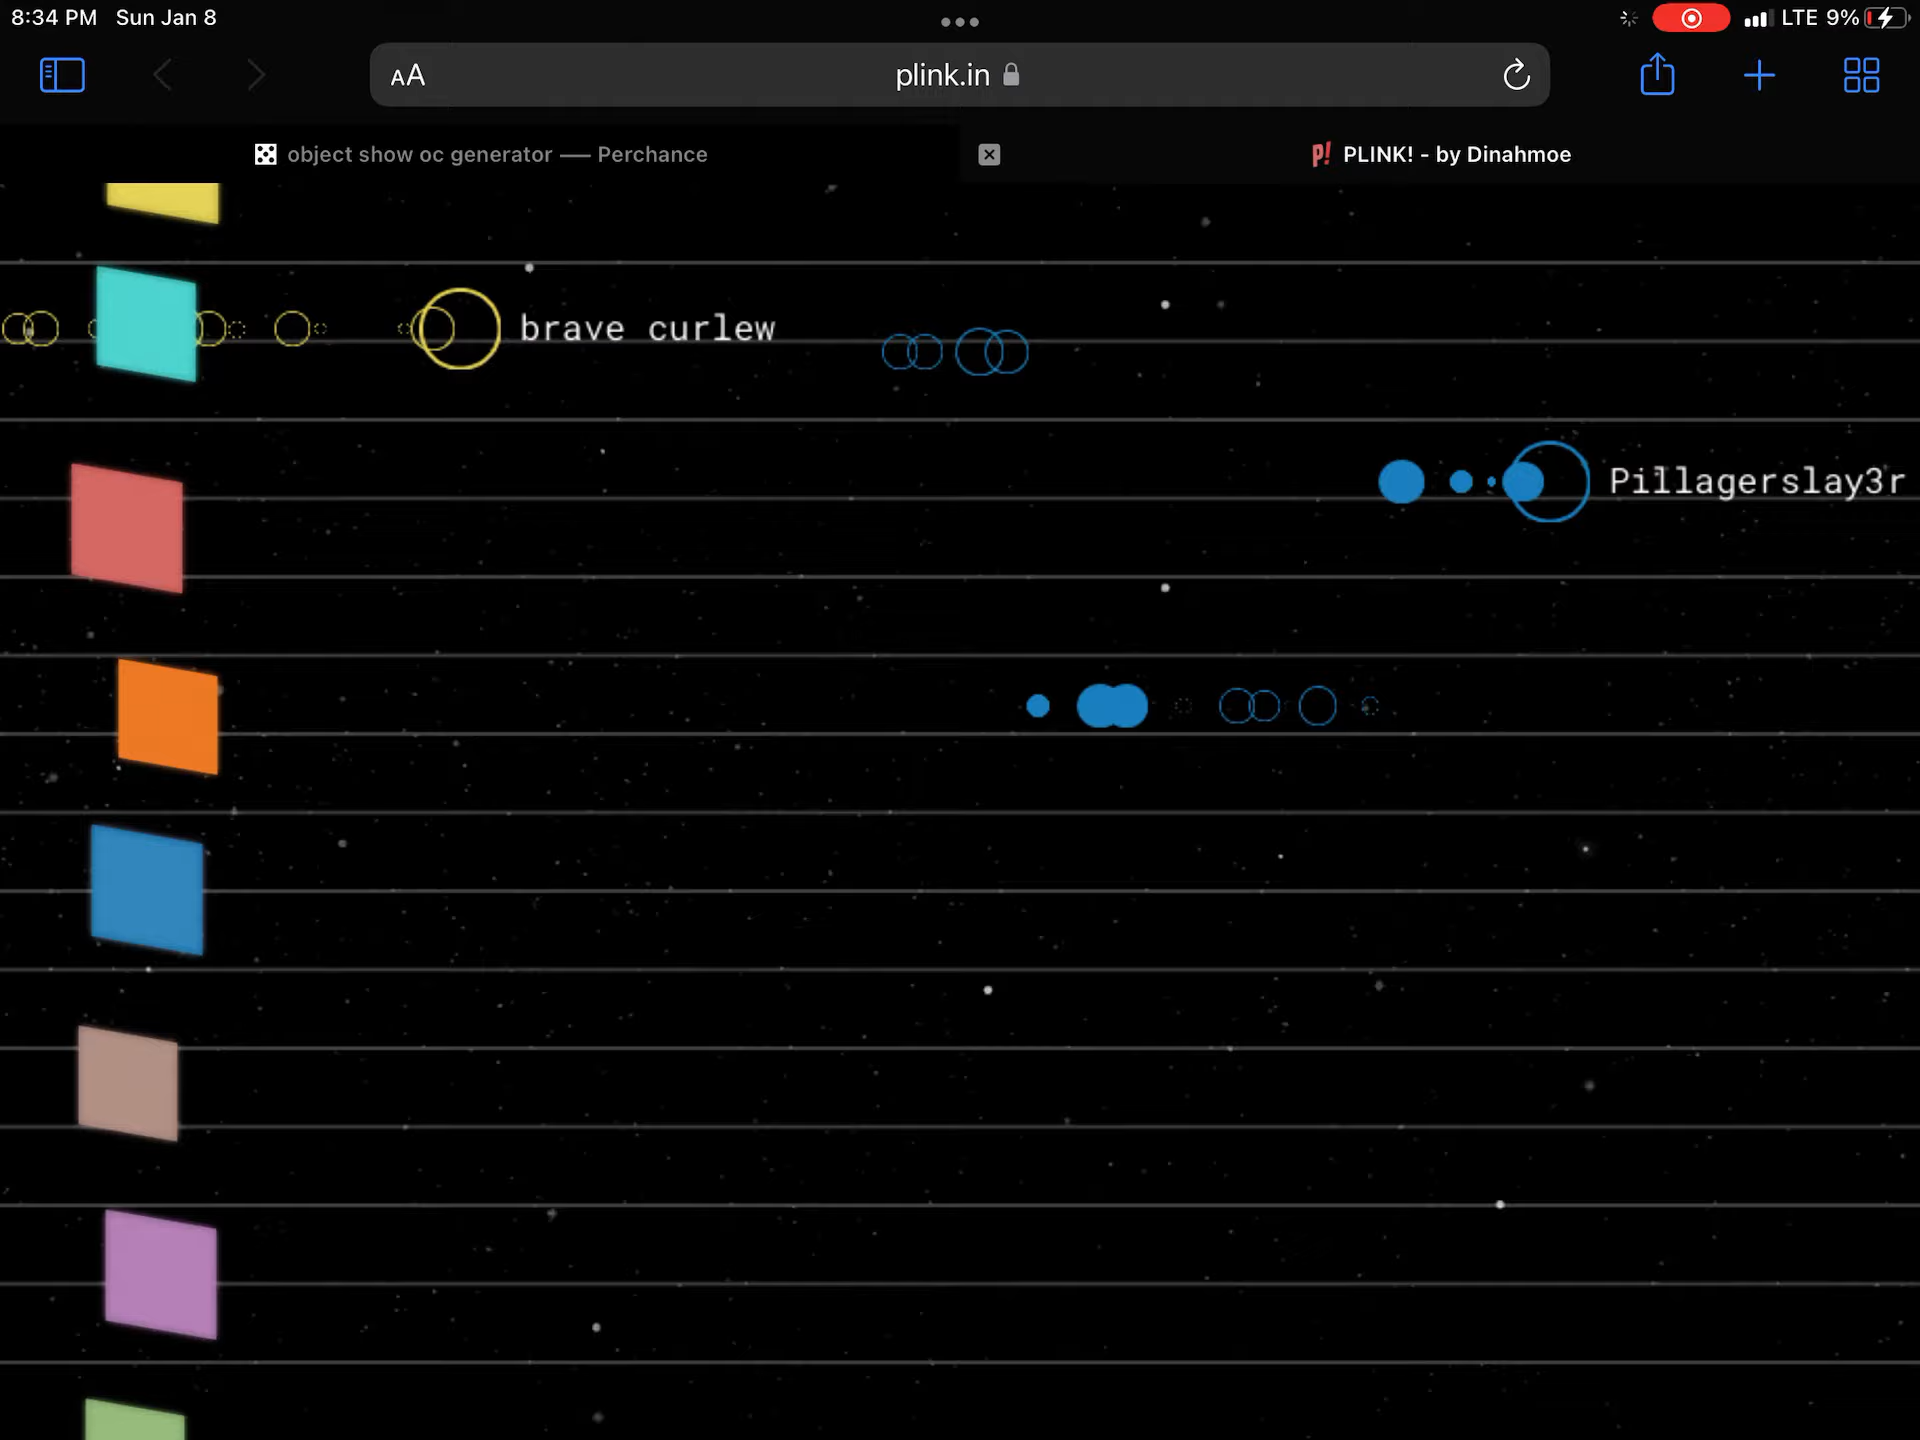 8:34 PM Sun Jan 8
LTE 9%
AA
plink.in
object show oc generator — Perchance
p! PLINK! - by Dinahmoe
brave curlew
Pillagerslay3r